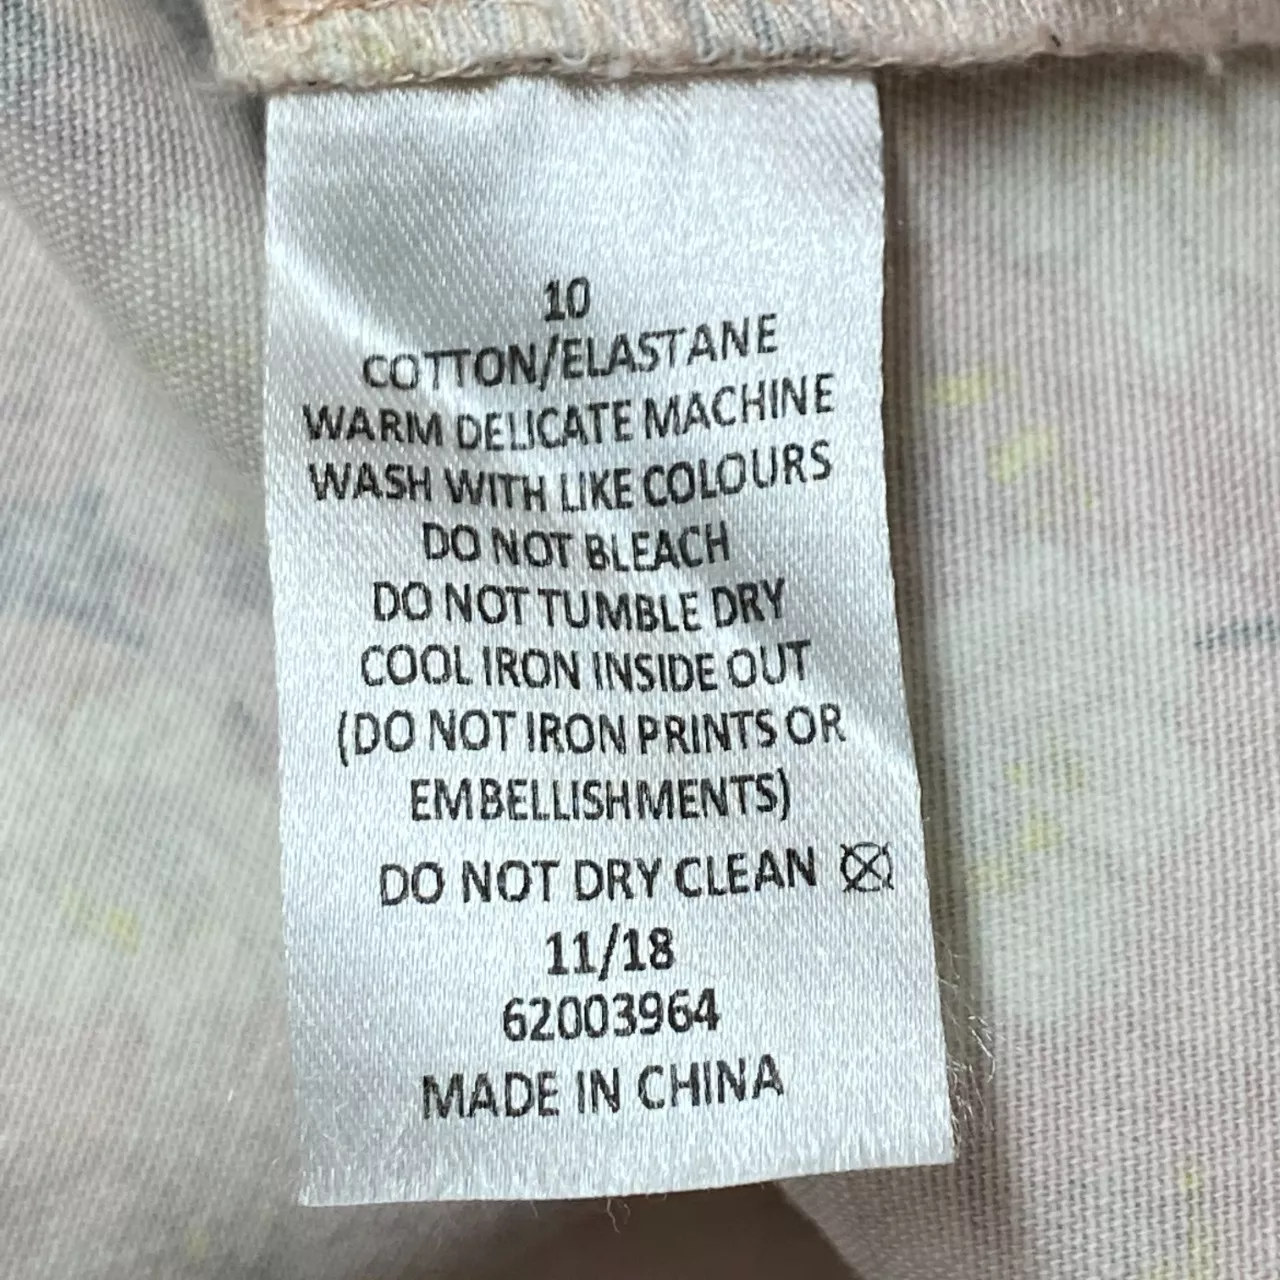 10
COTTON/ELASTANE
WARM DELICATE MACHINE
WASH WITH LIKE COLOURS
DO NOT BLEACH
DO NOT TUMBLE DRY
COOL IRON INSIDE OUT
(DO NOT IRON PRINTS OR
EMBELLISHMENTS)
DO NOT DRY CLEAN
11/18
62003964
MADE IN CHINA